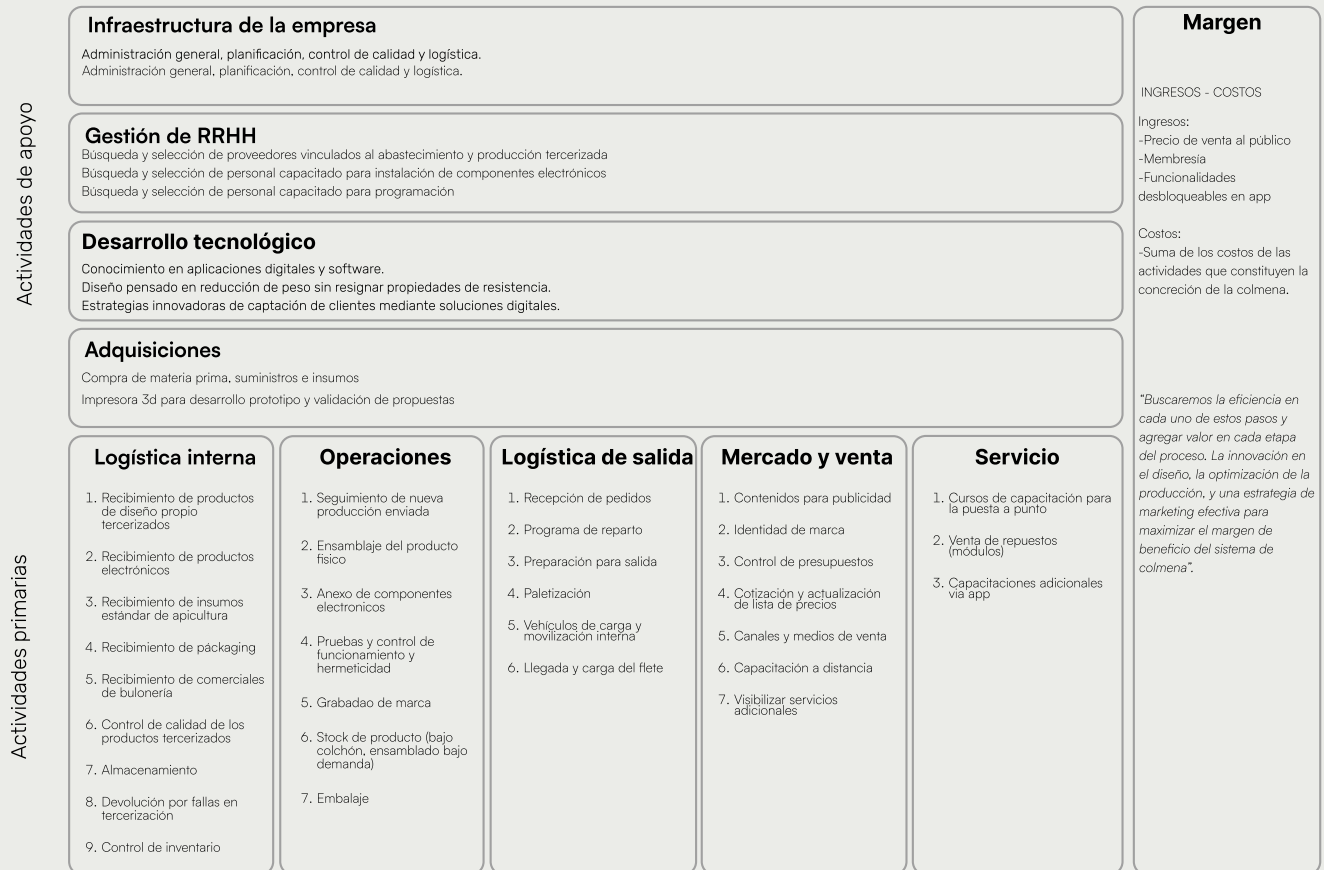 Actividades de apoyo
Infraestructura de la empresa
Administración general, planificación, control de calidad y logística.
Administración general, planificación, control de calidad y logística.
Gestión de RRHH
Búsqueda y selección de proveedores vinculados al abastecimiento y producción tercerizada
Búsqueda y selección de personal capacitado para instalación de componentes electrónicos
Búsqueda y selección de personal capacitado para programación
Desarrollo tecnológico
Conocimiento en aplicaciones digitales y software.
Diseño pensado en reducción de peso sin resignar propiedades de resistencia.
Estrategias innovadoras de captación de clientes mediante soluciones digitales.
Adquisiciones
Compra de materia prima, suministros e insumos
Impresora 3d para desarrollo prototipo y validación de propuestas
Actividades primarias
Logística interna
1. Recibimiento de productos
de diseño propio
tercerizados
2. Recibimiento de productos
electrónicos
3. Recibimiento de insumos
estándar de apicultura
4. Recibimiento de páckaging
5. Recibimiento de comerciales
de bulonería
6. Control de calidad de los
productos tercerizados
7. Almacenamiento
8. Devolución por fallas en
tercerización
9. Control de inventario
Operaciones
1. Seguimiento de nueva
producción enviada
2. Ensamblaje del producto
fisico
3. Anexo de componentes
electronicos
4. Pruebas y control de
funcionamiento y
hermeticidad
5. Grabadao de marca
6. Stock de producto (bajo
colchón, ensamblado bajo
demanda)
7. Embalaje
Logística de salida
1. Recepción de pedidos
2. Programa de reparto
3. Preparación para salida
4. Paletización
5. Vehículos de carga y
movilización interna
6. Llegada y carga del flete
Mercado y venta
1. Contenidos para publicidad
2. Identidad de marca
3. Control de presupuestos
4. Cotización y actualización
de lista de precios
5. Canales y medios de venta
6. Capacitación a distancia
7. Visibilizar servicios
adicionales
Servicio
1. Cursos de capacitación para
la puesta a punto
2. Venta de repuestos
(módulos)
3. Capacitaciones adicionales
via app
Margen
INGRESOS - COSTOS
Ingresos:
-Precio de venta al público
-Membresía
-Funcionalidades
desbloqueables en app
Costos:
-Suma de los costos de las
actividades que constituyen la
concreción de la colmena.
“Buscaremos la eficiencia en
cada uno de estos pasos y
agregar valor en cada etapa
del proceso. La innovación en
el diseño, la optimización de la
producción, y una estrategia de
marketing efectiva para
maximizar el margen de
beneficio del sistema de
colmena”.